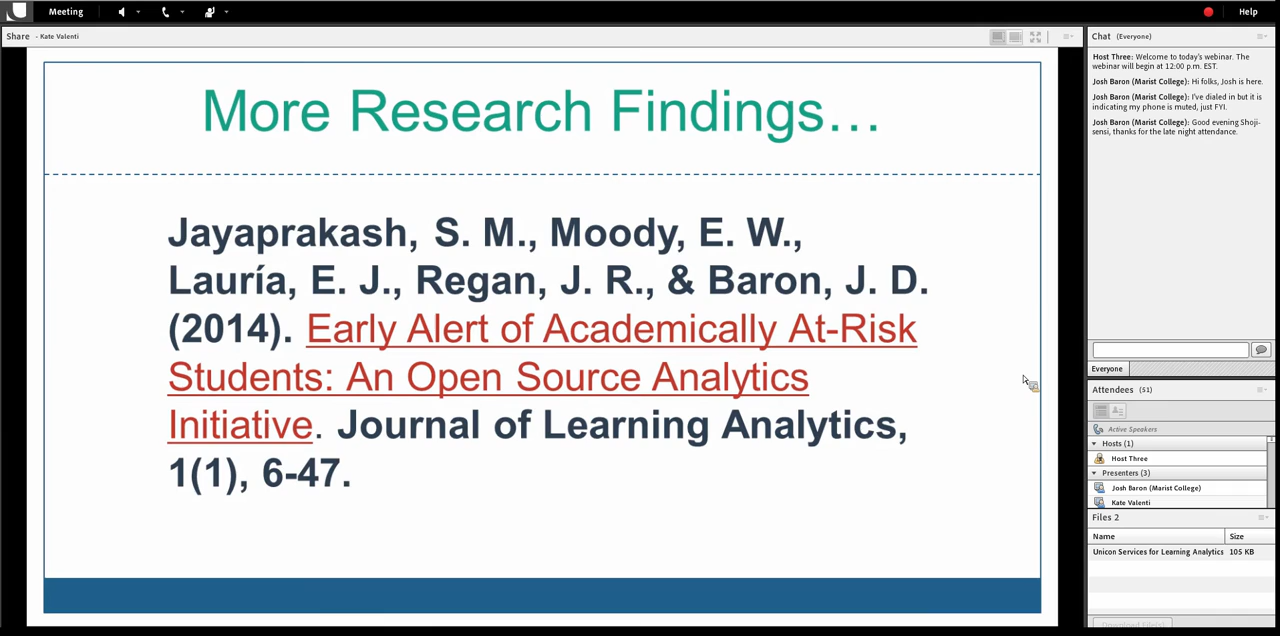 Meeting
Help
Share - Kate Valenti
More Research Findings…
Jayaprakash, S. M., Moody, E. W.,
Lauría, E. J., Regan, J. R., & Baron, J. D.
(2014). Early Alert of Academically At-Risk
Students: An Open Source Analytics
Initiative. Journal of Learning Analytics,
1(1), 6-47.
Chat (Everyone)
Host Three: Welcome to today's webinar. The
webinar will begin at 12:00 p.m. EST.
Josh Baron (Marist College): Hi folks, Josh is here.
Josh Baron (Marist College): I've dialed in but it is
indicating my phone is muted, just FYI.
Josh Baron (Marist College): Good evening Shoji-
sensi, thanks for the late night attendance.
Everyone
Attendees (51)
Active Speakers
Hosts (1)
Host Three
Presenters (3)
Josh Baron (Marist College)
Kate Valenti
Files 2
Name Size
Unicon Services for Learning Analytics 105 KB
Download File(s)